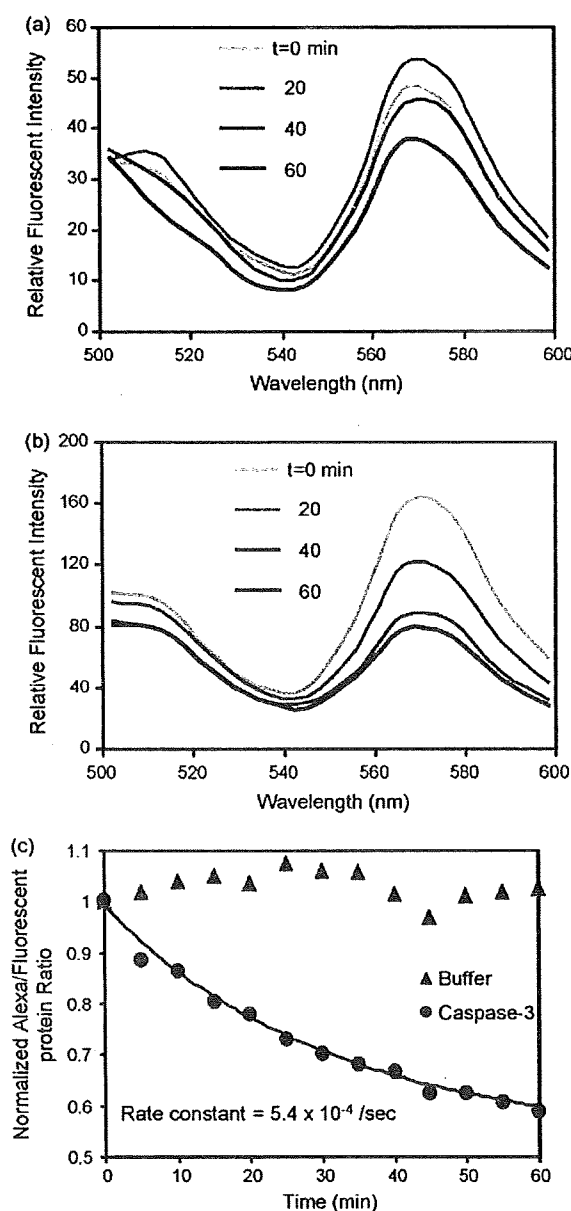 (a)
Relative Fluorescent Intensity
60
50
40
30
20
10
0
t=0 min
20
40
60
500 520 540 560 580 600
Wavelength (nm)
(b)
Relative Fluorescent Intensity
200
160
120
80
40
0
t=0 min
20
40
60
500 520 540 560 580 600
Wavelength (nm)
(c)
Normalized Alexa/Fluorescent
protein Ratio
1.1
1
0.9
0.8
0.7
0.6
0.5
Buffer
Caspase-3
Rate constant = 5.4 x 10⁻⁴ /sec
0 10 20 30 40 50 60
Time (min)